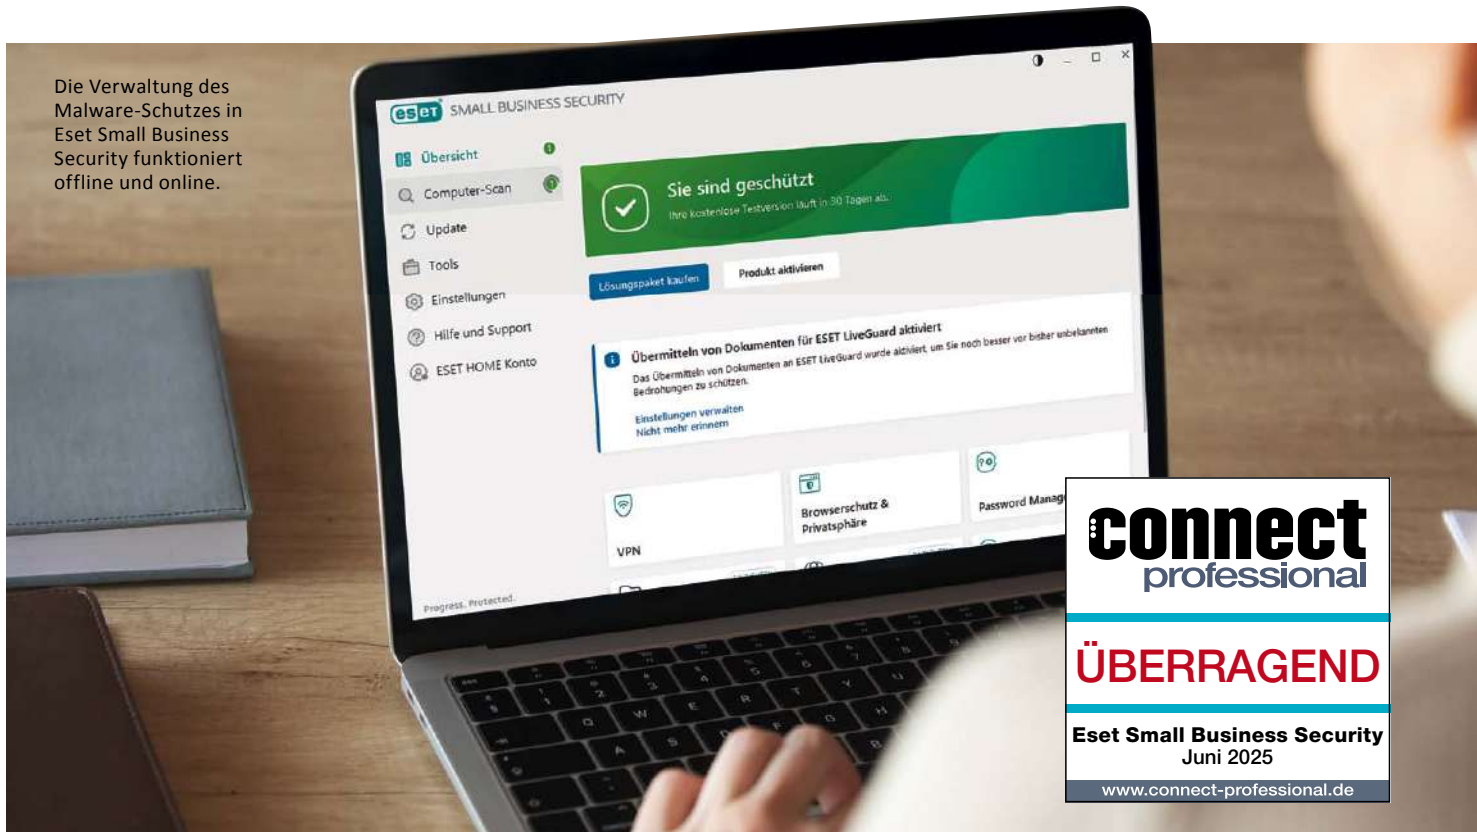 Die Verwaltung des
Malware-Schutzes in
Eset Small Business
Security funktioniert
offline und online.
eset SMALL BUSINESS SECURITY
Übersicht
Computer-Scan
Update
Tools
Einstellungen
Hilfe und Support
ESET HOME Konto
Progress. Protected.
Sie sind geschützt
Ihre kostenlose Testversion läuft in 30 Tagen ab.
Lösungspaket kaufen
Produkt aktivieren
Übermitteln von Dokumenten für ESET LiveGuard aktiviert
Das Übermitteln von Dokumenten an ESET LiveGuard wurde aktiviert, um Sie noch besser vor bisher unbekannten
Bedrohungen zu schützen.
Einstellungen verwalten
Nicht mehr erinnern
VPN
Browserschutz &
Privatsphäre
Password
connect
professional
ÜBERRAGEND
Eset Small Business Security
Juni 2025
www.connect-professional.de